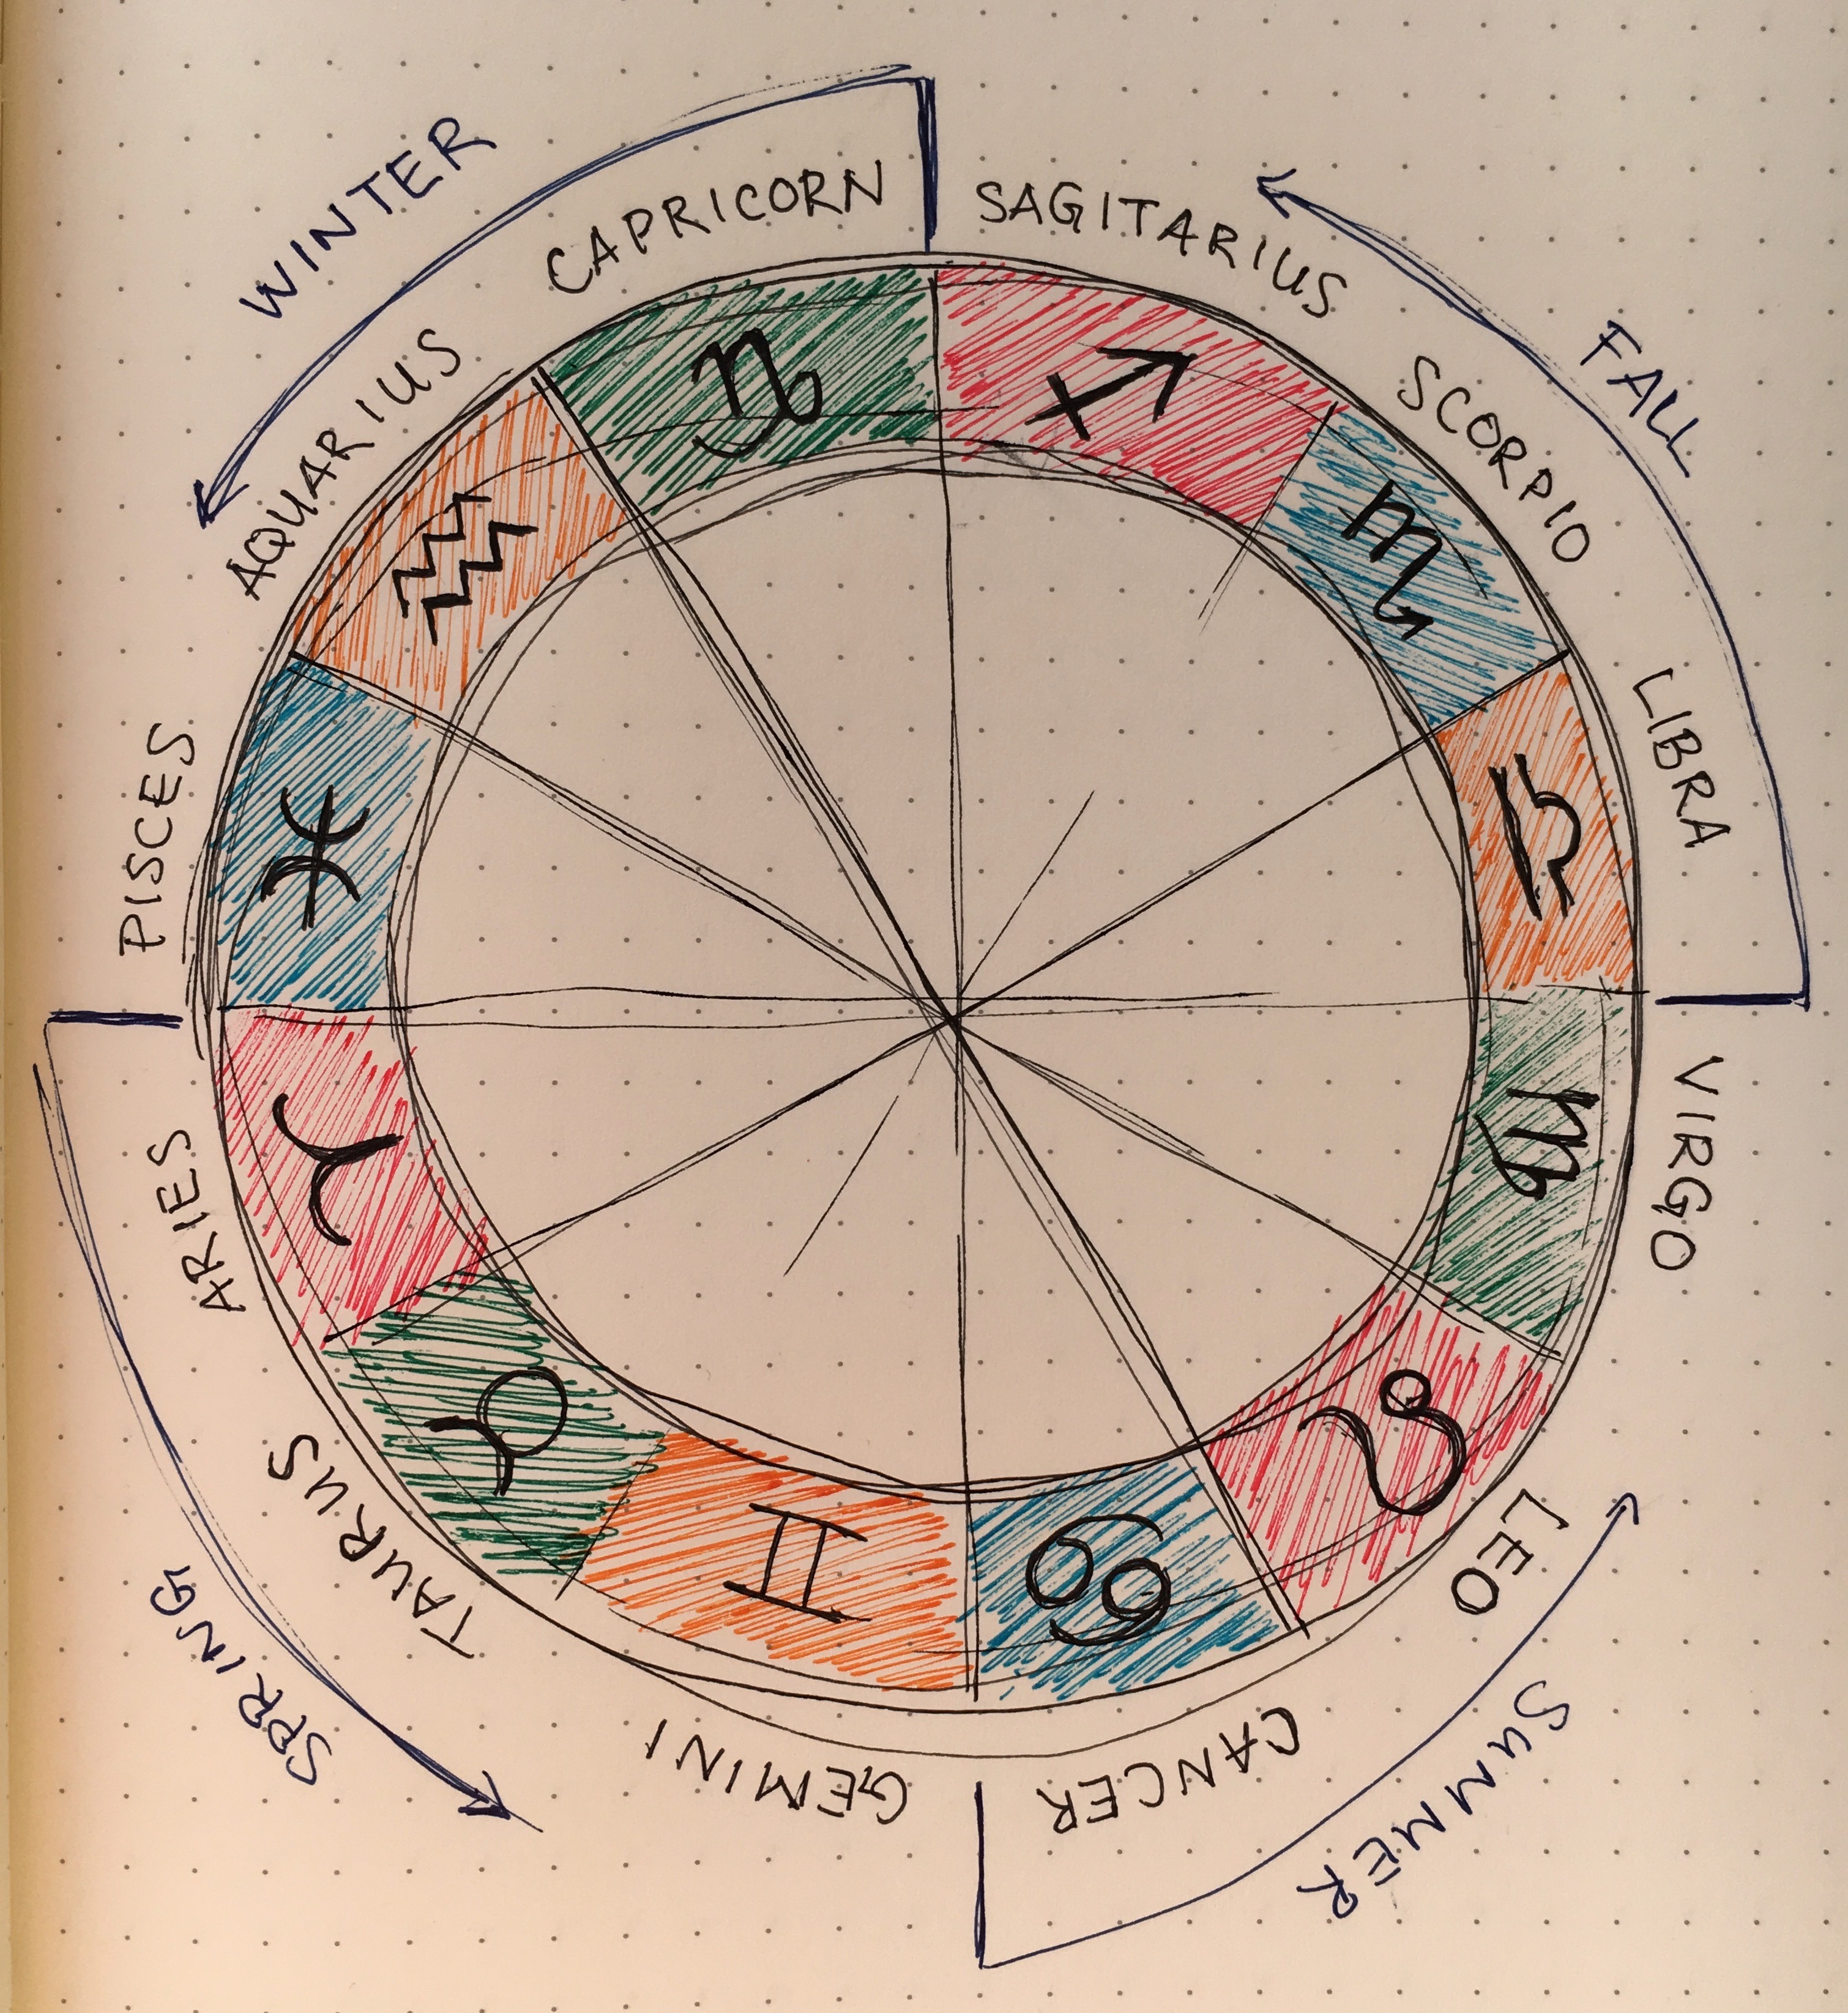 WINTER
CAPRICORN
SAGITARIUS
FALL
AQUARIUS
SCORPIO
PISCES
LIBRA
ARIES
VIRGO
TAURUS
LEO
SPRING
GEMINI
CANCER
SUMMER